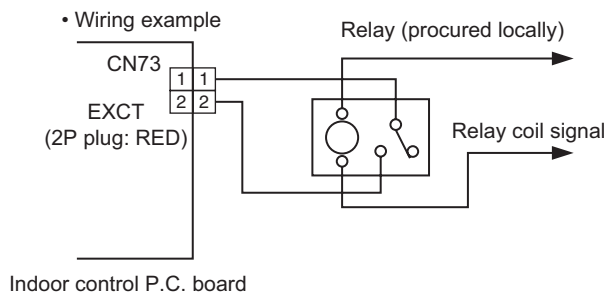 • Wiring example
Relay (procured locally)
CN73
1 1
2 2
EXCT
(2P plug: RED)
Relay coil signal
Indoor control P.C. board